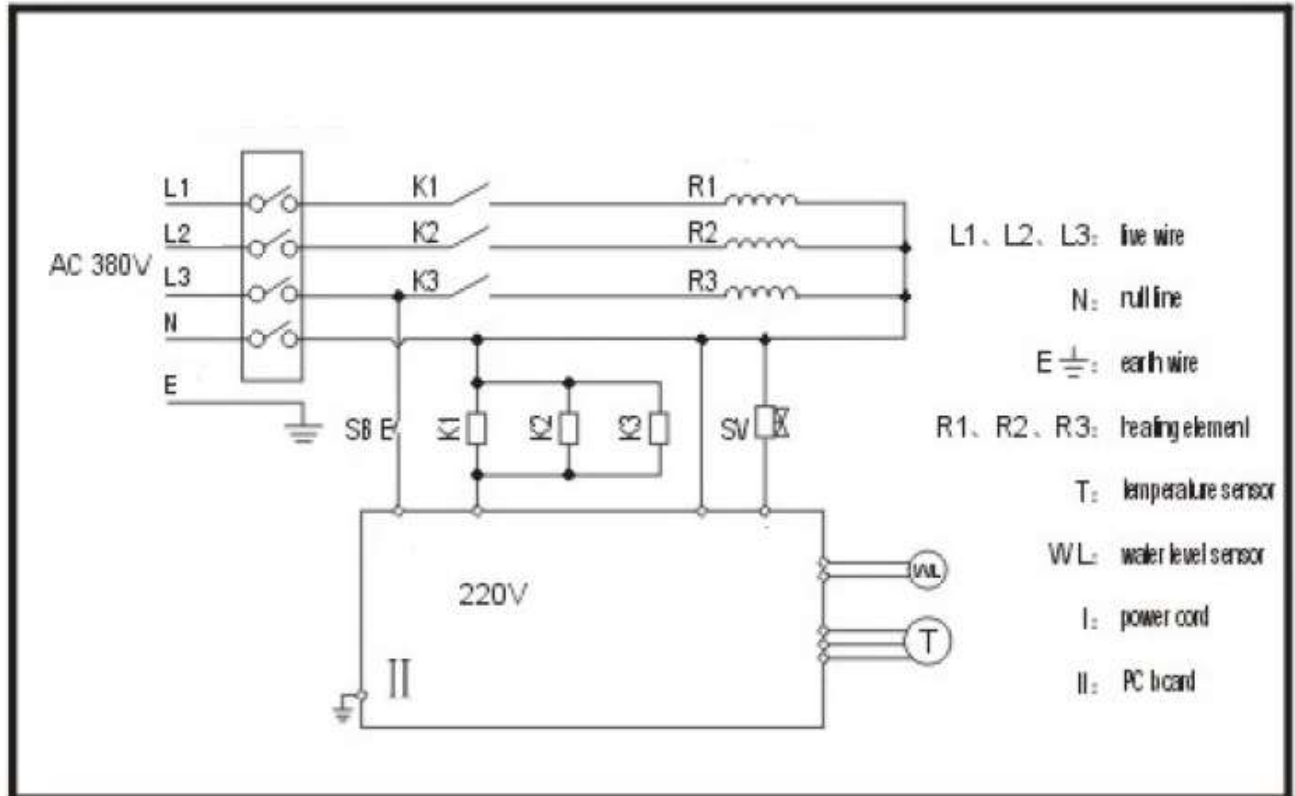 L1
L2
AC 380V
L3
N
E
K1
K2
K3
R1
R2
R3
SB E
K1
K2
K3
SV
220V
II
WL
T
L1、L2、L3: live wire
N: null line
E : earth wire
R1、R2、R3: heating element
T: temperature sensor
WL: water level sensor
I: power cord
II: PC board